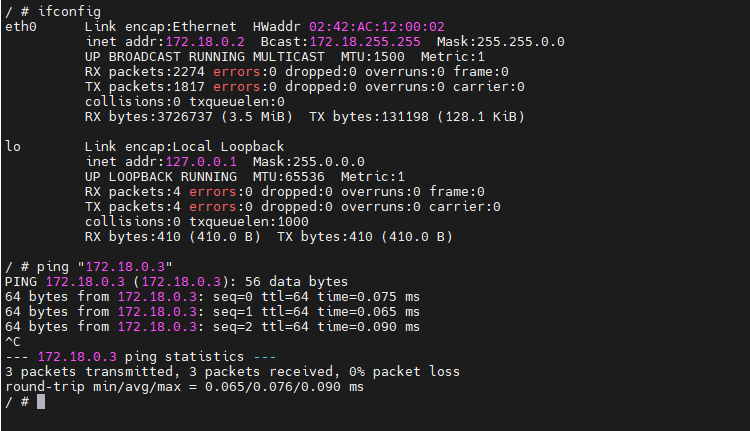 / # ifconfig
eth0      Link encap:Ethernet  HWaddr 02:42:AC:12:00:02
          inet addr:172.18.0.2  Bcast:172.18.255.255  Mask:255.255.0.0
          UP BROADCAST RUNNING MULTICAST  MTU:1500  Metric:1
          RX packets:2274 errors:0 dropped:0 overruns:0 frame:0
          TX packets:1817 errors:0 dropped:0 overruns:0 carrier:0
          collisions:0 txqueuelen:0
          RX bytes:3726737 (3.5 MiB)  TX bytes:131198 (128.1 KiB)

lo        Link encap:Local Loopback
          inet addr:127.0.0.1  Mask:255.0.0.0
          UP LOOPBACK RUNNING  MTU:65536  Metric:1
          RX packets:4 errors:0 dropped:0 overruns:0 frame:0
          TX packets:4 errors:0 dropped:0 overruns:0 carrier:0
          collisions:0 txqueuelen:1000
          RX bytes:410 (410.0 B)  TX bytes:410 (410.0 B)

/ # ping "172.18.0.3"
PING 172.18.0.3 (172.18.0.3): 56 data bytes
64 bytes from 172.18.0.3: seq=0 ttl=64 time=0.075 ms
64 bytes from 172.18.0.3: seq=1 ttl=64 time=0.065 ms
64 bytes from 172.18.0.3: seq=2 ttl=64 time=0.090 ms
^C
--- 172.18.0.3 ping statistics ---
3 packets transmitted, 3 packets received, 0% packet loss
round-trip min/avg/max = 0.065/0.076/0.090 ms
/ #